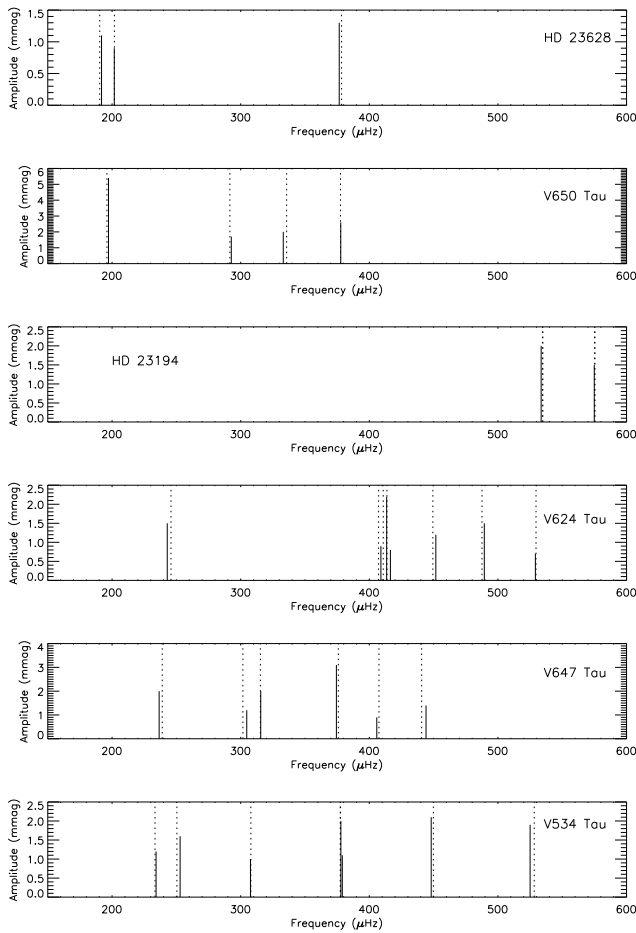 1.5
1.0
0.5
0.0
Amplitude (mmag)
HD 23628
200 300 400 500 600
Frequency (μHz)
6
5
4
3
2
1
0
Amplitude (mmag)
V650 Tau
200 300 400 500 600
Frequency (μHz)
2.5
2.0
1.5
1.0
0.5
0.0
Amplitude (mmag)
HD 23194
200 300 400 500 600
Frequency (μHz)
2.5
2.0
1.5
1.0
0.5
0.0
Amplitude (mmag)
V624 Tau
200 300 400 500 600
Frequency (μHz)
4
3
2
1
0
Amplitude (mmag)
V647 Tau
200 300 400 500 600
Frequency (μHz)
2.5
2.0
1.5
1.0
0.5
0.0
Amplitude (mmag)
V534 Tau
200 300 400 500 600
Frequency (μHz)